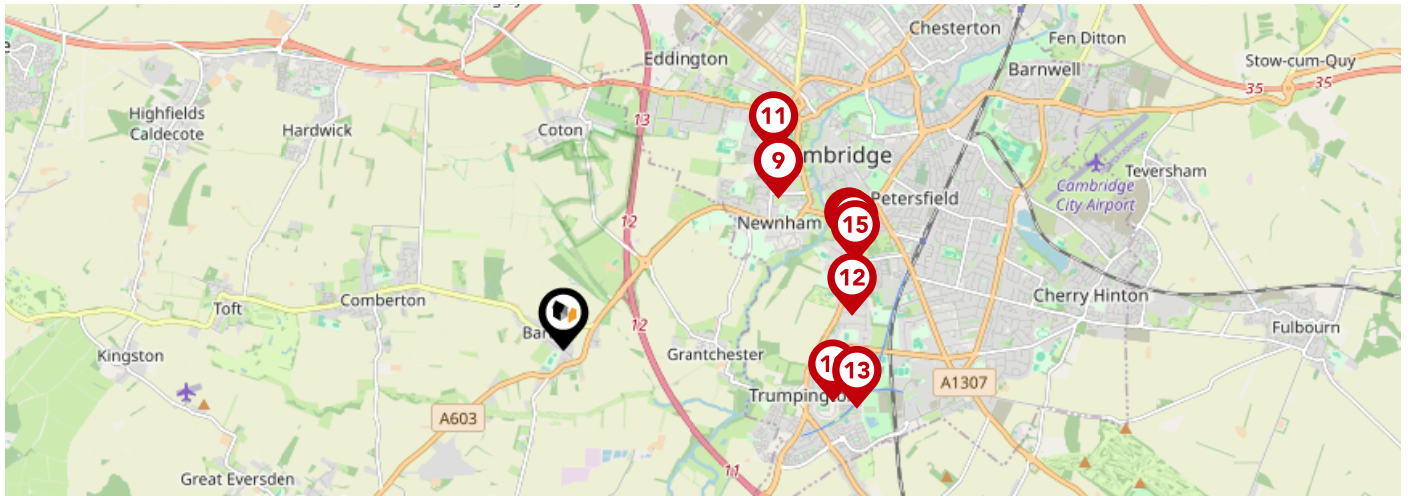 Chesterton
Fen Ditton
Eddington
Barnwell
Stow-cum-Quy
35
35
Highfields
Caldecote
Hardwick
Coton
13
11
9
mbridge
Teversham
Cambridge
City Airport
Petersfield
Newnham
15
12
12
Comberton
Toft
Cherry Hinton
Fulbourn
Kingston
Bar
12
Grantchester
13
Trumpington
A1307
A603
11
Great Eversden